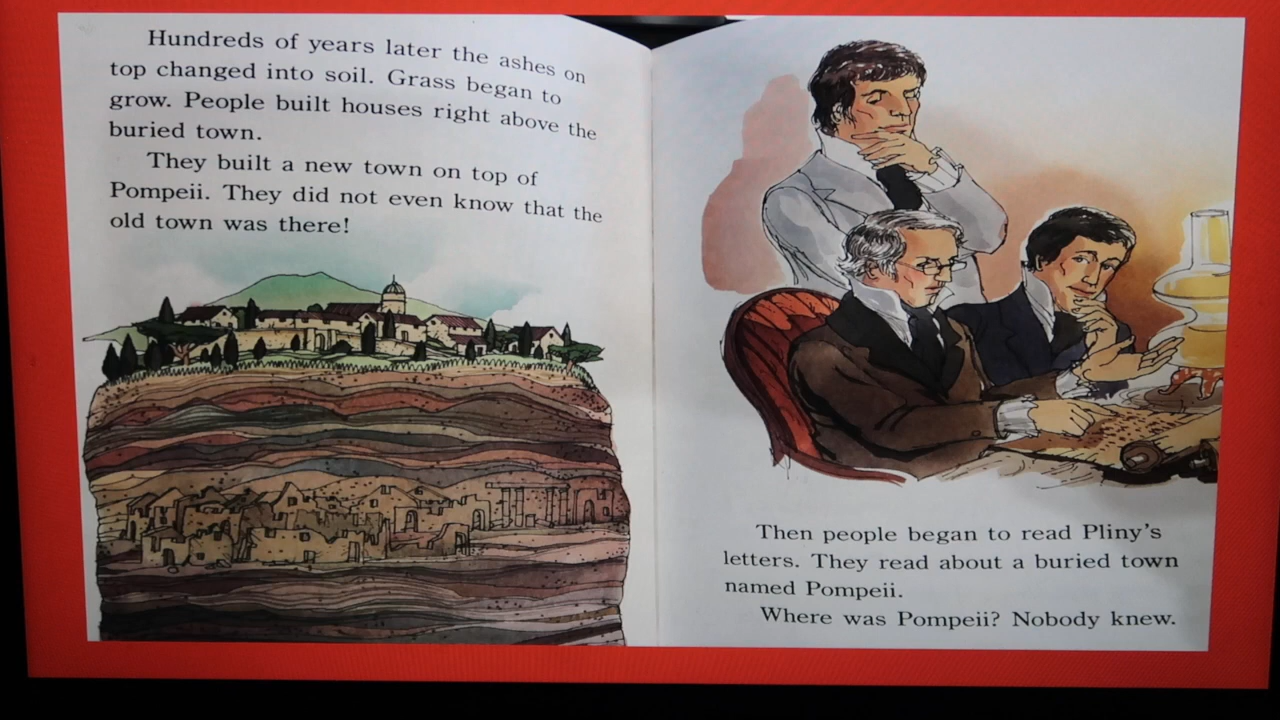 Hundreds of years later the ashes on
top changed into soil. Grass began to
grow. People built houses right above the
buried town.
They built a new town on top of
Pompeii. They did not even know that the
old town was there!
Then people began to read Pliny's
letters. They read about a buried town
named Pompeii.
Where was Pompeii? Nobody knew.